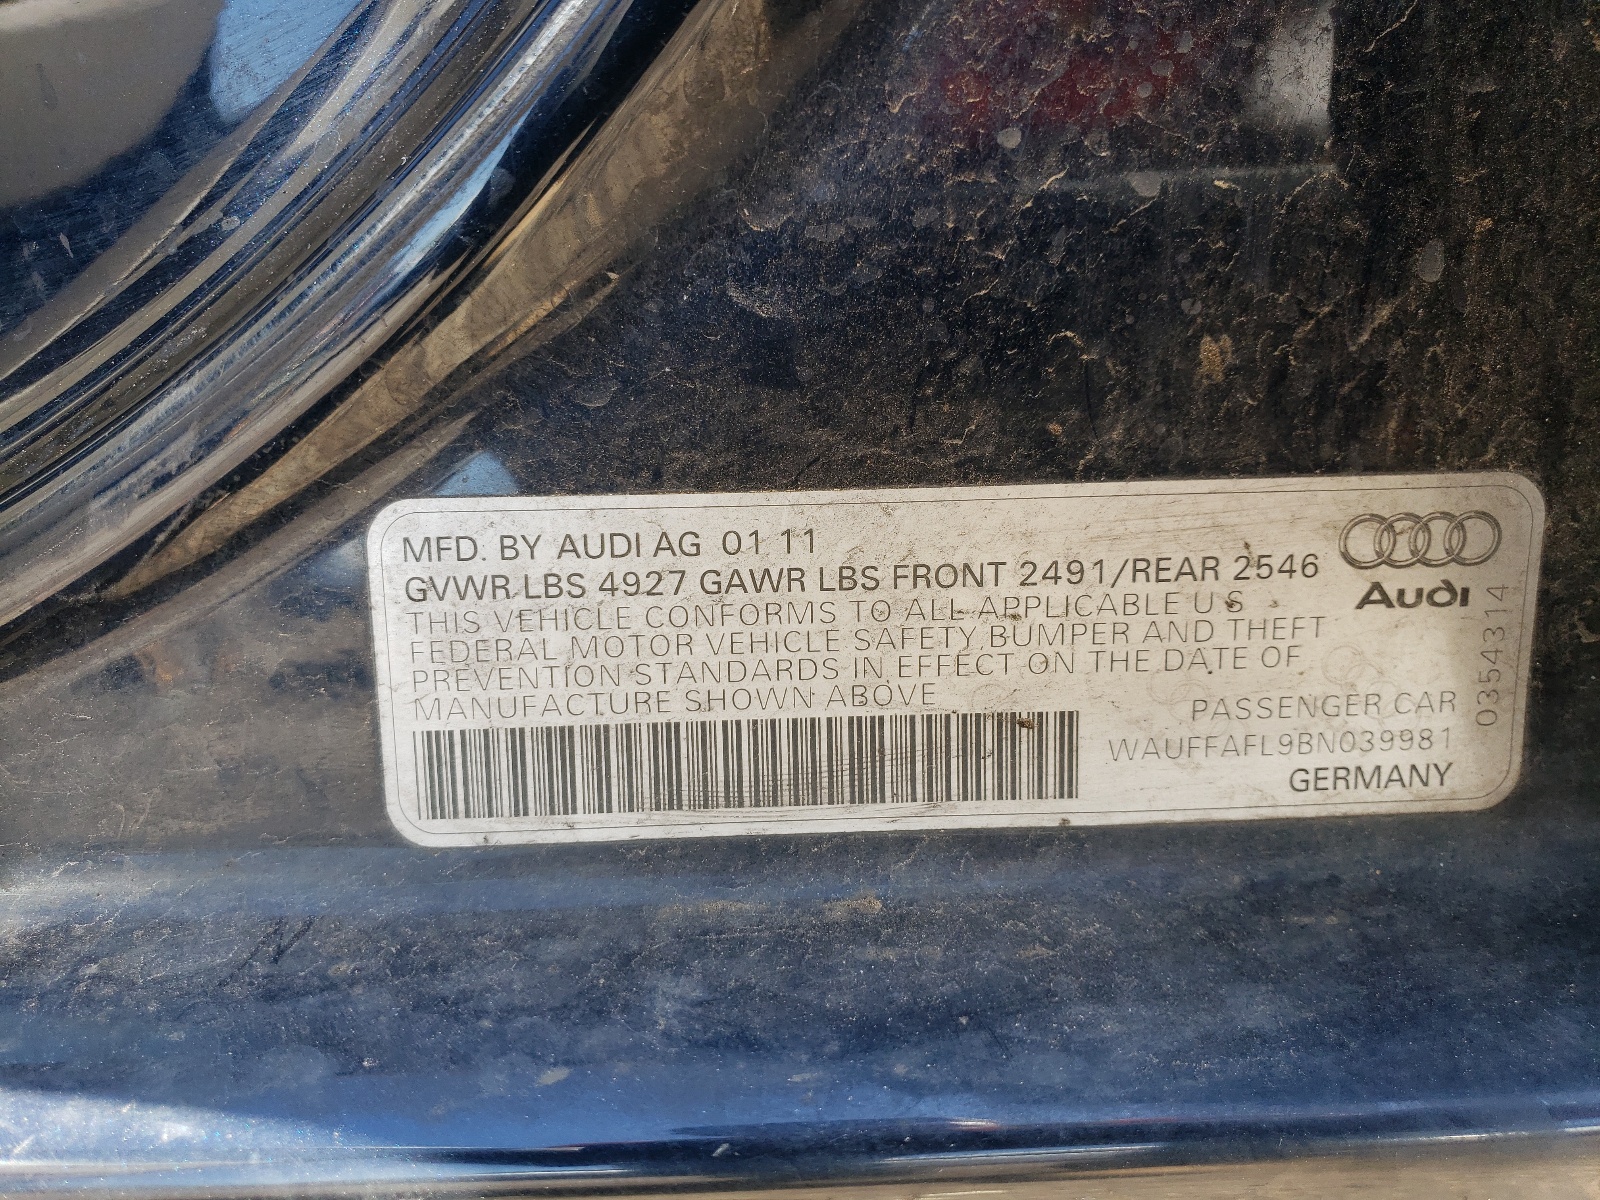 MFD. BY AUDI AG 01 11
GVWR LBS 4927 GAWR LBS FRONT 2491/REAR 2546
THIS VEHICLE CONFORMS TO ALL APPLICABLE U S
FEDERAL MOTOR VEHICLE SAFETY, BUMPER AND THEFT
PREVENTION STANDARDS IN EFFECT ON THE DATE OF
MANUFACTURE SHOWN ABOVE
PASSENGER CAR
WAUFFAFL9BN039981
GERMANY
Audi
0354314